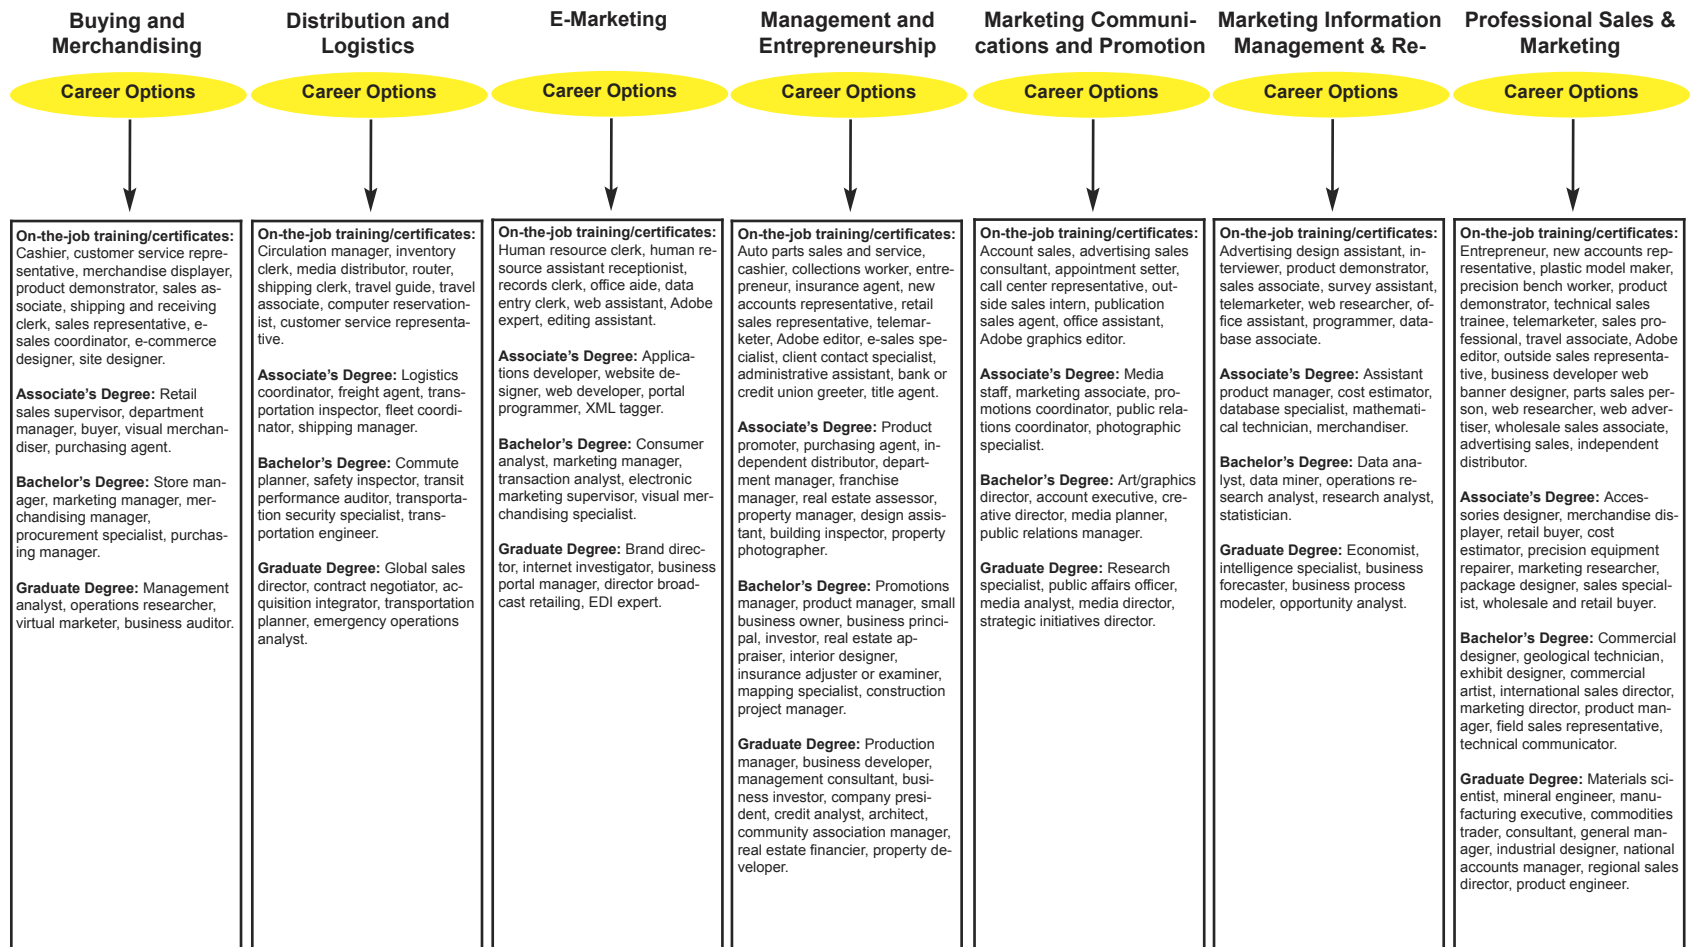 Buying and
Merchandising
Career Options
On-the-job training/certificates:
Cashier, customer service repre-
sentative, merchandise displayer,
product demonstrator, sales as-
sociate, shipping and receiving
clerk, sales representative, e-
sales coordinator, e-commerce
designer, site designer.
Associate’s Degree: Retail
sales supervisor, department
manager, buyer, visual merchan-
diser, purchasing agent.
Bachelor’s Degree: Store man-
ager, marketing manager, mer-
chandising manager,
procurement specialist, purchas-
ing manager.
Graduate Degree: Management
analyst, operations researcher,
virtual marketer, business auditor.
Distribution and
Logistics
Career Options
On-the-job training/certificates:
Circulation manager, inventory
clerk, media distributor, router,
shipping clerk, travel guide, travel
associate, computer reservation-
ist, customer service representa-
tive.
Associate’s Degree: Logistics
coordinator, freight agent, trans-
portation inspector, fleet coordi-
nator, shipping manager.
Bachelor’s Degree: Commute
planner, safety inspector, transit
performance auditor, transporta-
tion security specialist, trans-
portation engineer.
Graduate Degree: Global sales
director, contract negotiator, ac-
quisition integrator, transportation
planner, emergency operations
analyst.
E-Marketing
Career Options
On-the-job training/certificates:
Human resource clerk, human re-
source assistant receptionist,
records clerk, office aide, data
entry clerk, web assistant, Adobe
expert, editing assistant.
Associate’s Degree: Applica-
tions developer, website de-
signer, web developer, portal
programmer, XML tagger.
Bachelor’s Degree: Consumer
analyst, marketing manager,
transaction analyst, electronic
marketing supervisor, visual mer-
chandising specialist.
Graduate Degree: Brand direc-
tor, internet investigator, business
portal manager, director broad-
cast retailing, EDI expert.
Management and
Entrepreneurship
Career Options
On-the-job training/certificates:
Auto parts sales and service,
cashier, collections worker, entre-
preneur, insurance agent, new
accounts representative, retail
sales representative, telemar-
keter, Adobe editor, e-sales spe-
cialist, client contact specialist,
administrative assistant, bank or
credit union greeter, title agent.
Associate’s Degree: Product
promoter, purchasing agent, in-
dependent distributor, depart-
ment manager, franchise
manager, real estate assessor,
property manager, design assis-
tant, building inspector, property
photographer.
Bachelor’s Degree: Promotions
manager, product manager, small
business owner, business princi-
pal, investor, real estate ap-
praiser, interior designer,
insurance adjuster or examiner,
mapping specialist, construction
project manager.
Graduate Degree: Production
manager, business developer,
management consultant, busi-
ness investor, company presi-
dent, credit analyst, architect,
community association manager,
real estate financier, property de-
veloper.
Marketing Communi-
cations and Promotion
Career Options
On-the-job training/certificates:
Account sales, advertising sales
consultant, appointment setter,
call center representative, out-
side sales intern, publication
sales agent, office assistant,
Adobe graphics editor.
Associate’s Degree: Media
staff, marketing associate, pro-
motions coordinator, public rela-
tions coordinator, photographic
specialist.
Bachelor’s Degree: Art/graphics
director, account executive, cre-
ative director, media planner,
public relations manager.
Graduate Degree: Research
specialist, public affairs officer,
media analyst, media director,
strategic initiatives director.
Marketing Information
Management & Re-
Career Options
On-the-job training/certificates:
Advertising design assistant, in-
terviewer, product demonstrator,
sales associate, survey assistant,
telemarketer, web researcher, of-
fice assistant, programmer, data-
base associate.
Associate’s Degree: Assistant
product manager, cost estimator,
database specialist, mathemati-
cal technician, merchandiser.
Bachelor’s Degree: Data ana-
lyst, data miner, operations re-
search analyst, research analyst,
statistician.
Graduate Degree: Economist,
intelligence specialist, business
forecaster, business process
modeler, opportunity analyst.
Professional Sales &
Marketing
Career Options
On-the-job training/certificates:
Entrepreneur, new accounts rep-
resentative, plastic model maker,
precision bench worker, product
demonstrator, technical sales
trainee, telemarketer, sales pro-
fessional, travel associate, Adobe
editor, outside sales representa-
tive, business developer web
banner designer, parts sales per-
son, web researcher, web adver-
tiser, wholesale sales associate,
advertising sales, independent
distributor.
Associate’s Degree: Acces-
sories designer, merchandise dis-
player, retail buyer, cost
estimator, precision equipment
repairer, marketing researcher,
package designer, sales special-
ist, wholesale and retail buyer.
Bachelor’s Degree: Commercial
designer, geological technician,
exhibit designer, commercial
artist, international sales director,
marketing director, product man-
ager, field sales representative,
technical communicator.
Graduate Degree: Materials sci-
entist, mineral engineer, manu-
facturing executive, commodities
trader, consultant, general man-
ager, industrial designer, national
accounts manager, regional sales
director, product engineer.